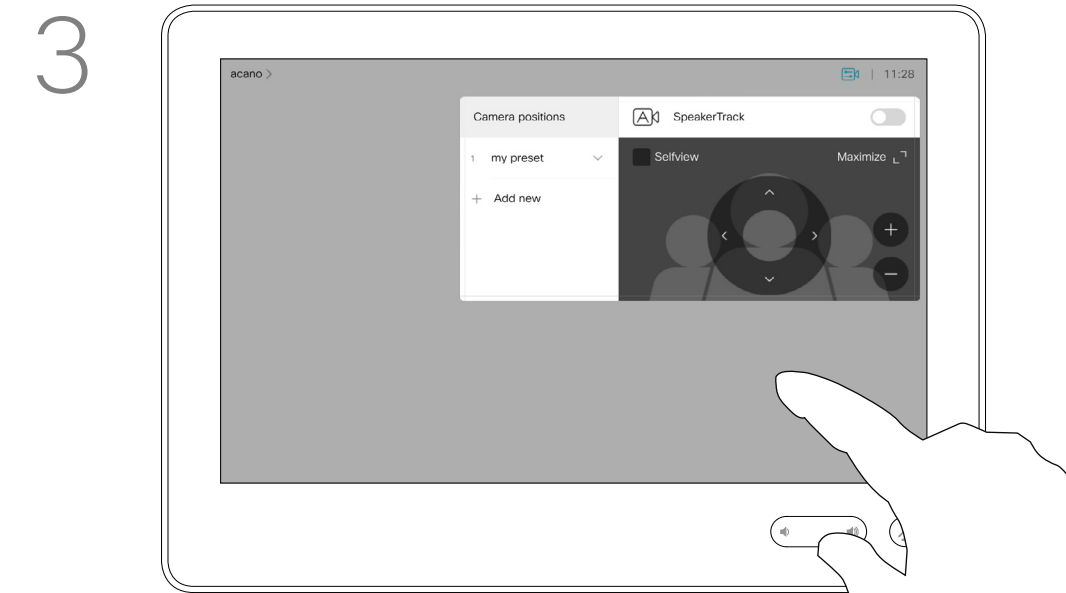 3
acano >
11:28
Camera positions
SpeakerTrack
1 my preset
Selfview
Maximize
+ Add new